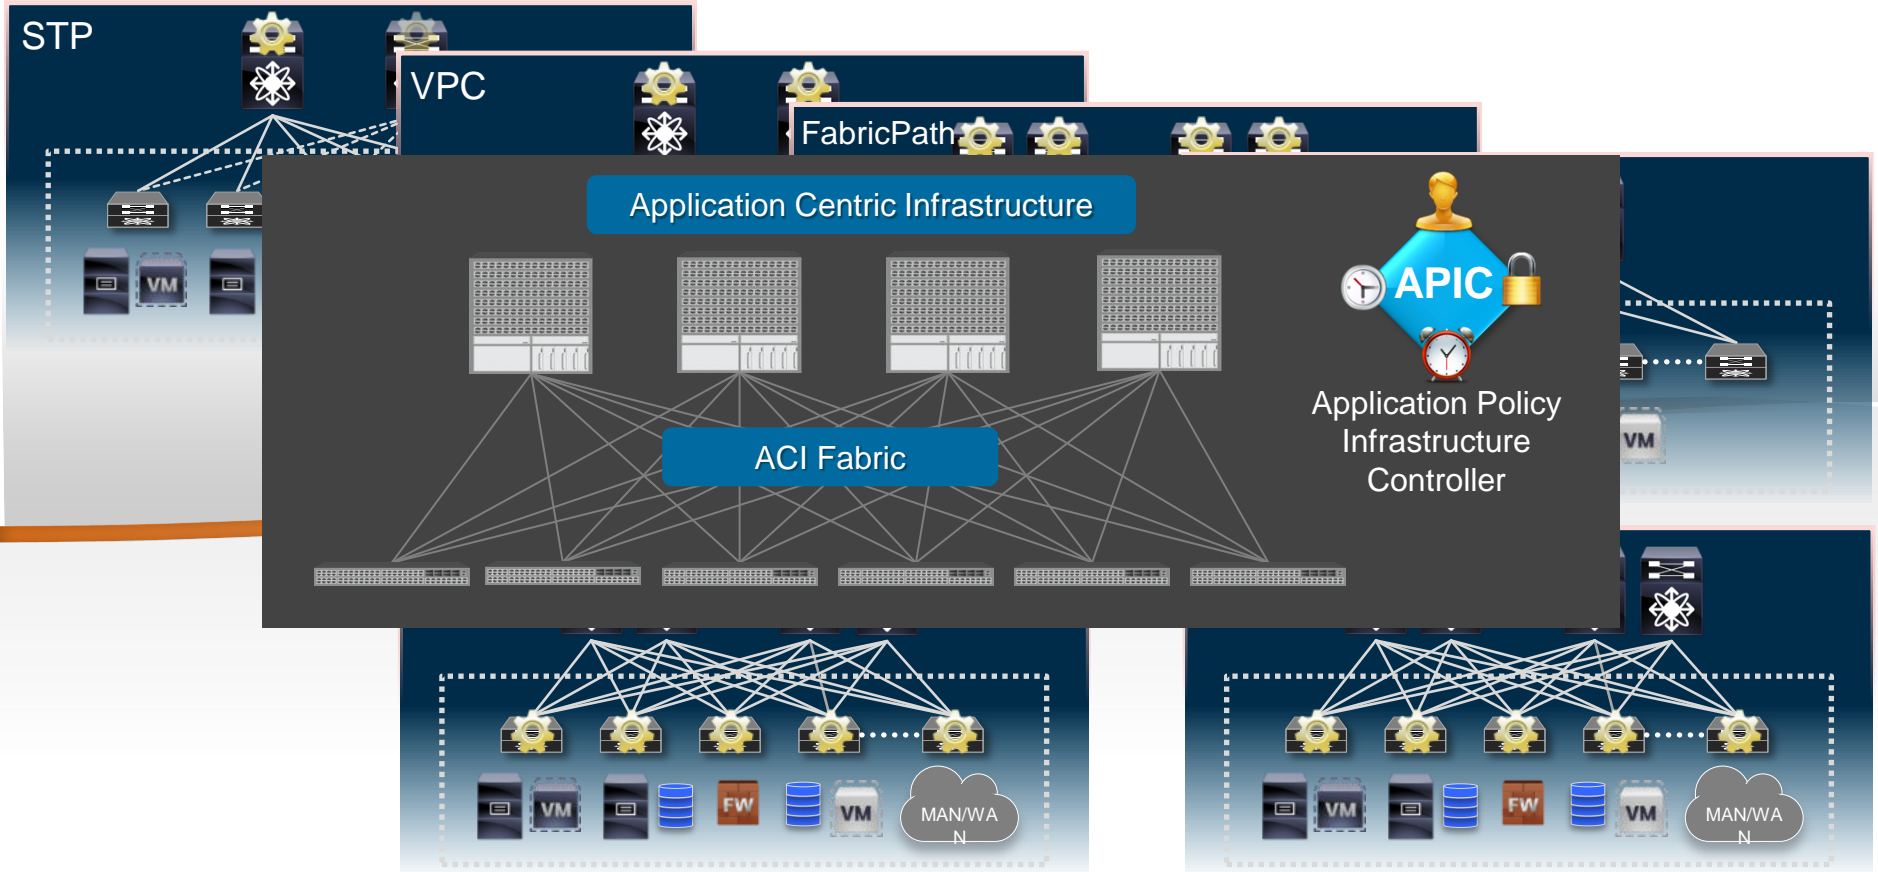 STP
VPC
FabricPath
Application Centric Infrastructure
APIC
Application Policy
Infrastructure
Controller
ACI Fabric
VM
VM
VM
FW
VM
MAN/WA
N
VM
FW
VM
MAN/WA
N